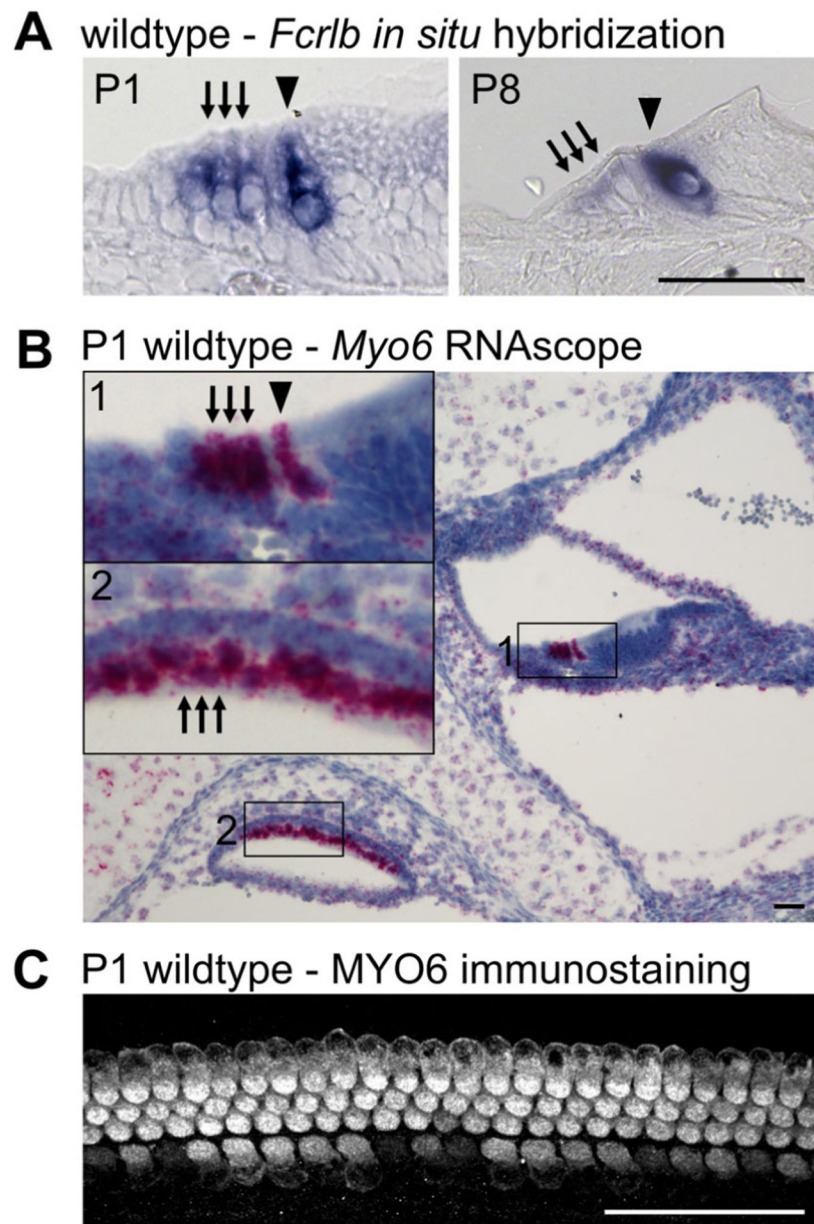 A wildtype - Fcrlb in situ hybridization
P1
P8
B P1 wildtype - Myo6 RNAscope
1
2
1
2
C P1 wildtype - MYO6 immunostaining